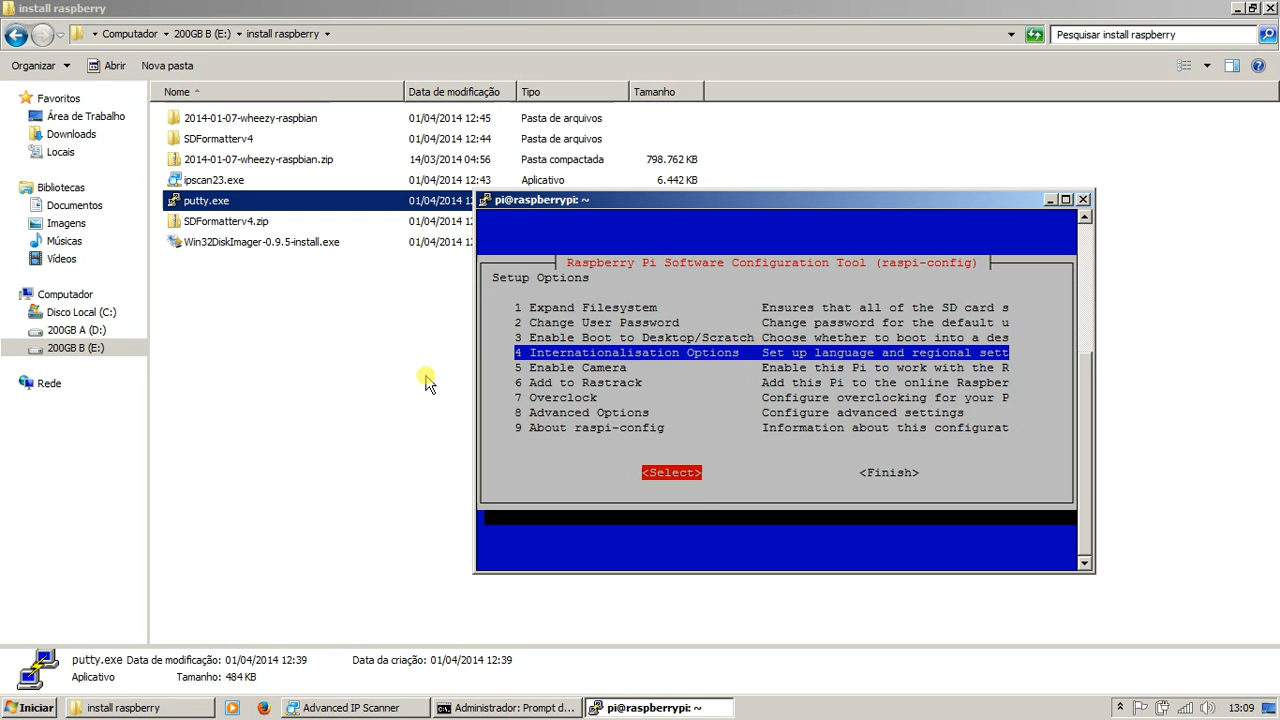 install raspberry
Computador 200GB B (E:) install raspberry
Pesquisar install raspberry
Organizar Abrir Nova pasta
Favoritos
Área de Trabalho
Downloads
Locais
Bibliotecas
Documentos
Imagens
Músicas
Vídeos
Computador
Disco Local (C:)
200GB A (D:)
200GB B (E:)
Rede
Nome Data de modificação Tipo Tamanho
2014-01-07-wheezy-raspbian 01/04/2014 12:45 Pasta de arquivos
SDFormatterv4 01/04/2014 12:44 Pasta de arquivos
2014-01-07-wheezy-raspbian.zip 14/03/2014 04:56 Pasta compactada 798.762 KB
ipscan23.exe 01/04/2014 12:43 Aplicativo 6.442 KB
putty.exe 01/04/2014 12
SDFormatterv4.zip 01/04/2014 12
Win32DiskImager-0.9.5-install.exe 01/04/2014 12
pi@raspberrypi: ~
Raspberry Pi Software Configuration Tool (raspi-config)
Setup Options
1 Expand Filesystem Ensures that all of the SD card s
2 Change User Password Change password for the default u
3 Enable Boot to Desktop/Scratch Choose whether to boot into a des
4 Internationalisation Options Set up language and regional sett
5 Enable Camera Enable this Pi to work with the R
6 Add to Rastrack Add this Pi to the online Raspber
7 Overclock Configure overclocking for your P
8 Advanced Options Configure advanced settings
9 About raspi-config Information about this configurat
<Select> <Finish>
putty.exe Data de modificação: 01/04/2014 12:39 Data da criação: 01/04/2014 12:39
Aplicativo Tamanho: 484 KB
Iniciar install raspberry Advanced IP Scanner Administrador: Prompt d... pi@raspberrypi: ~ 13:09